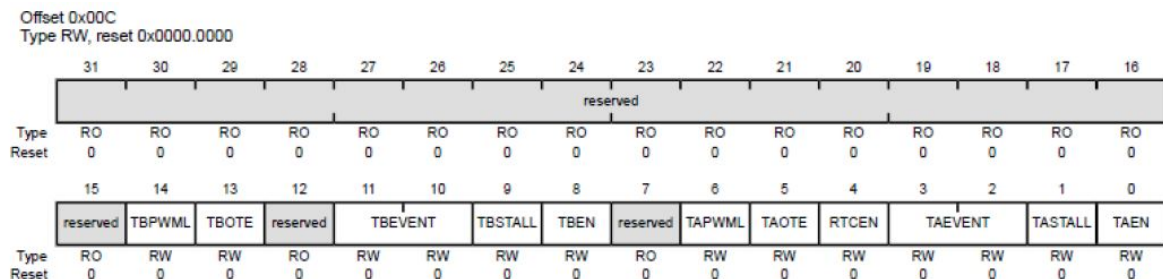 Offset 0x00C
Type RW, reset 0x0000.0000
31 30 29 28 27 26 25 24 23 22 21 20 19 18 17 16
reserved
Type RO RO RO RO RO RO RO RO RO RO RO RO RO RO RO RO
Reset 0 0 0 0 0 0 0 0 0 0 0 0 0 0 0 0
15 14 13 12 11 10 9 8 7 6 5 4 3 2 1 0
reserved TBPWML TBOTE reserved TBEVENT TBSTALL TBEN reserved TAPWML TAOTE RTCEN TAEVENT TASTALL TAEN
Type RO RW RW RO RW RW RW RW RO RW RW RW RW RW RW RW
Reset 0 0 0 0 0 0 0 0 0 0 0 0 0 0 0 0